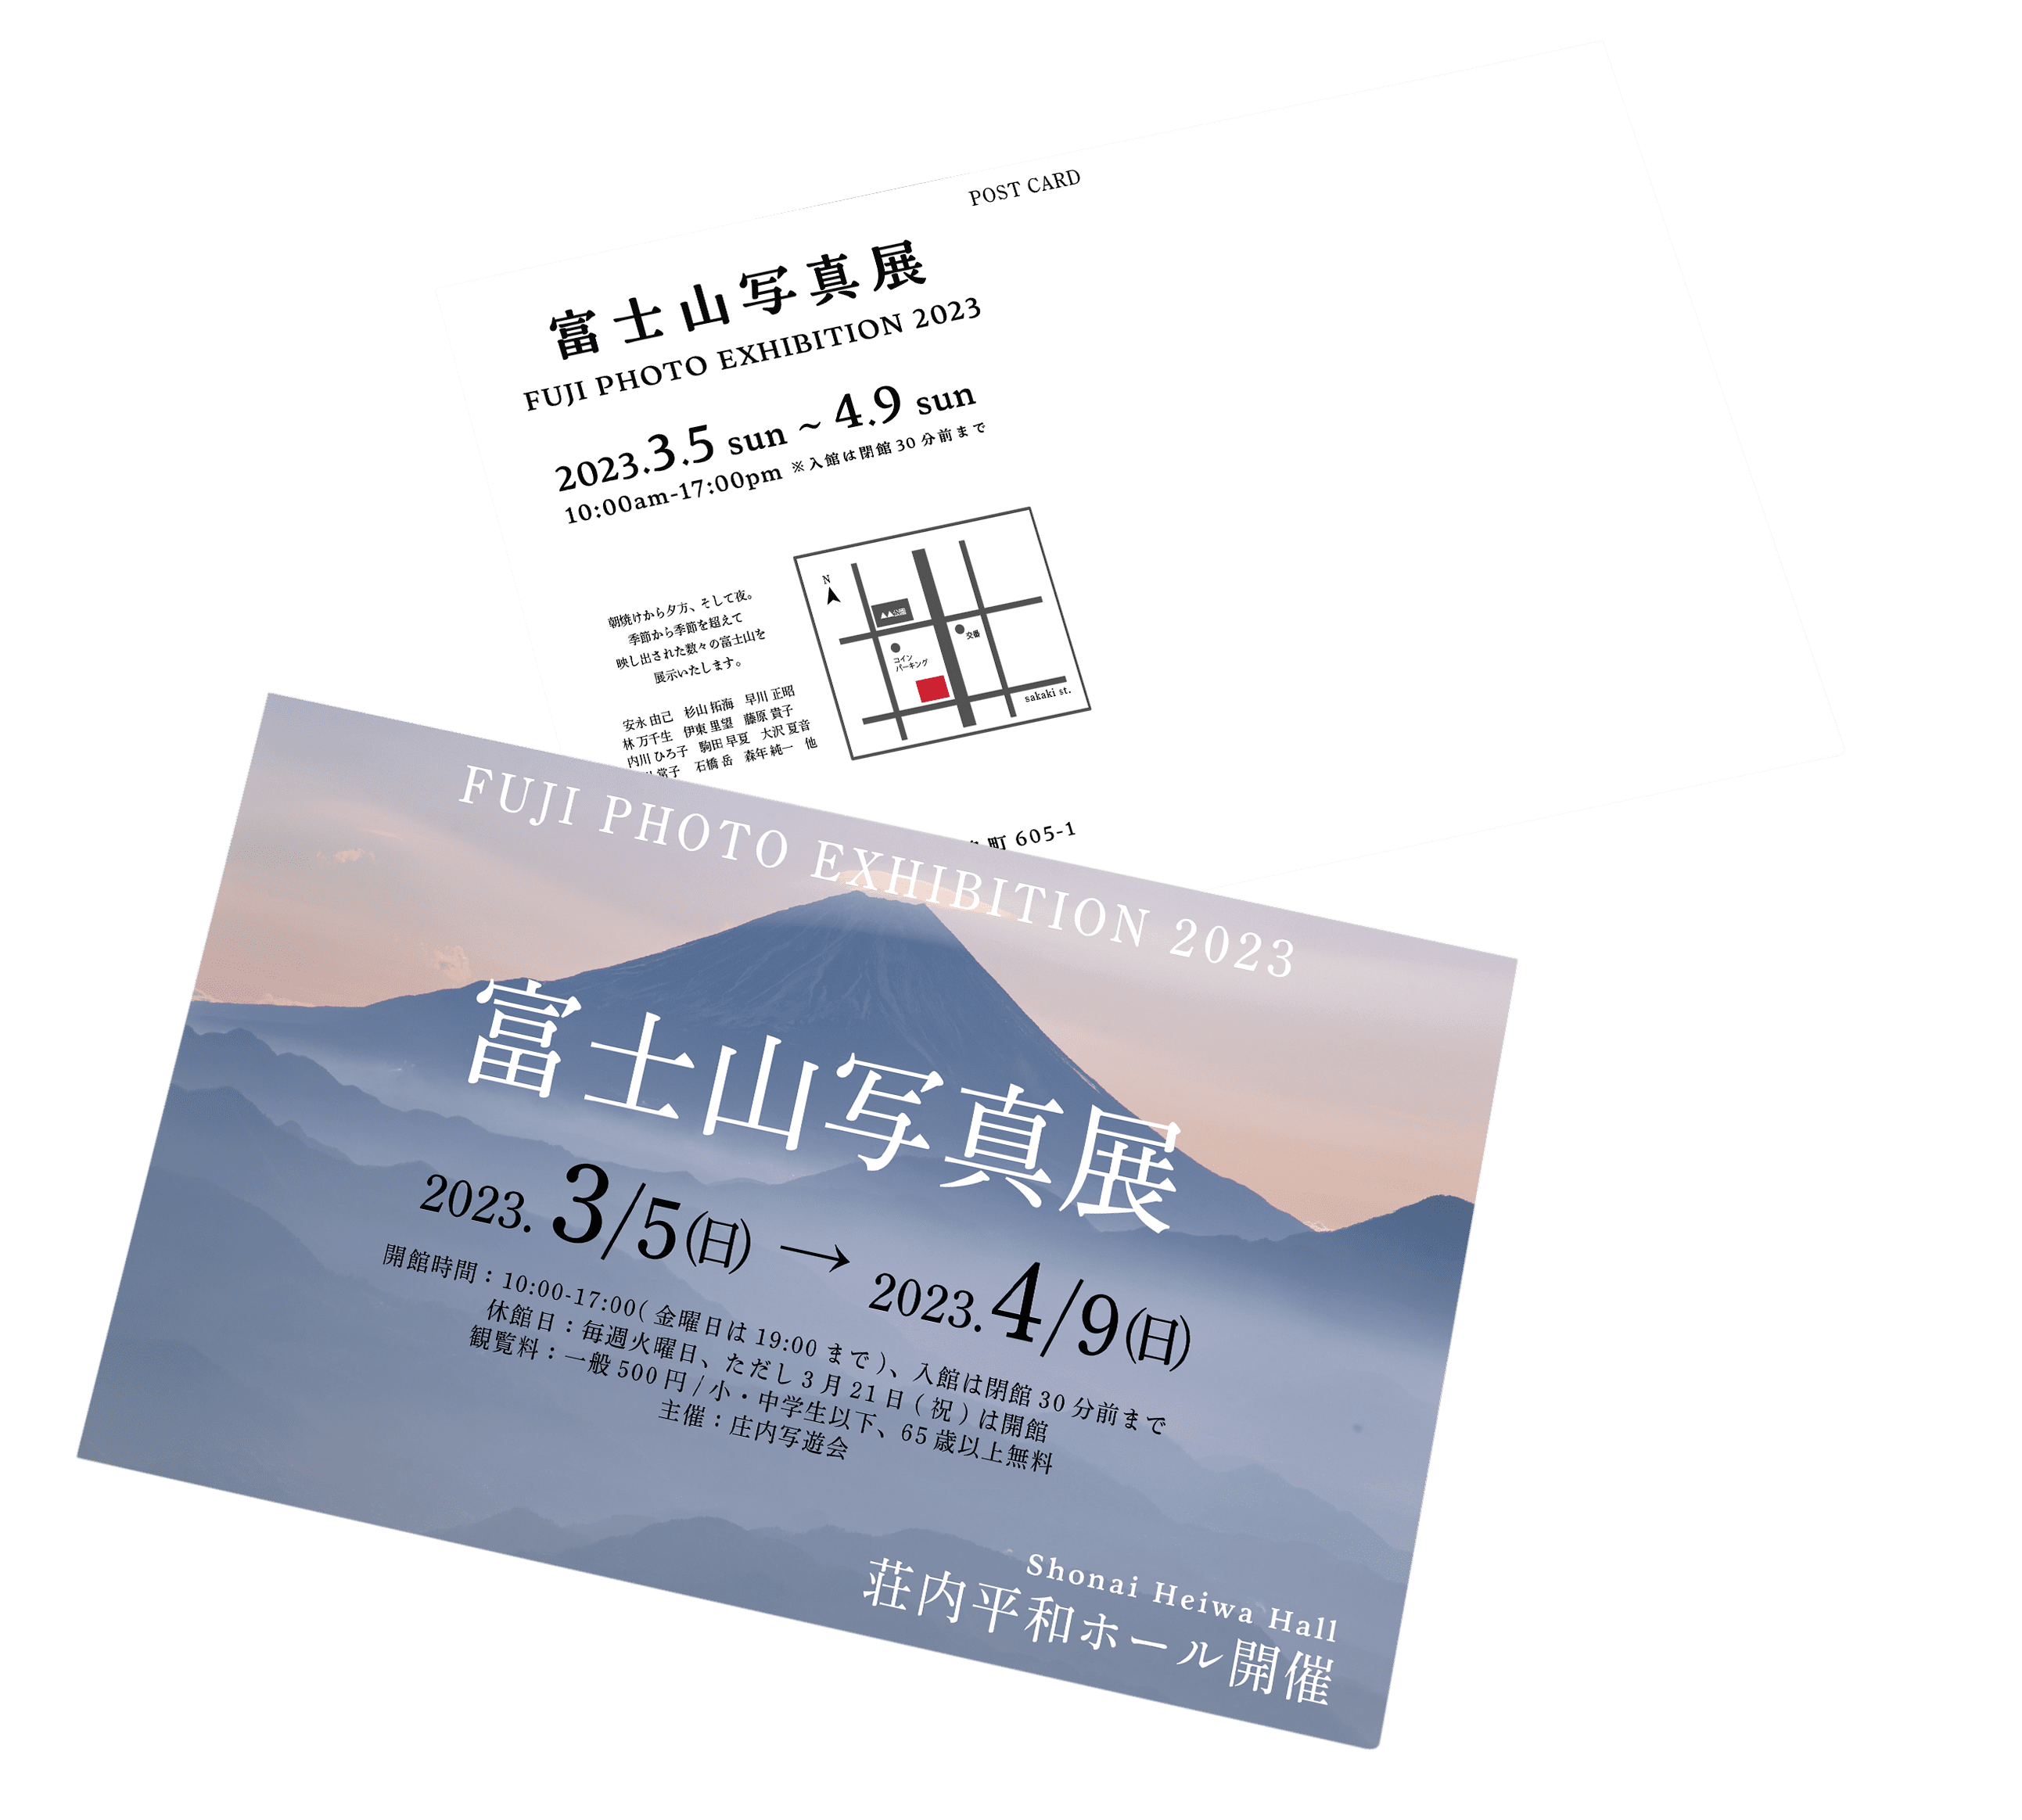 POST CARD
富士山写真展
FUJI PHOTO EXHIBITION 2023
2023.3.5 sun ~ 4.9 sun
10:00am-17:00pm ※入館は閉館30分前まで
朝焼けから夕方、そして夜。
季節から季節を超えて
映し出された数々の富士山を
展示いたします。
安永 由己 杉山 拓海 早川 正昭
林 万千生 伊東 里望 藤原 貴子
内川 ひろ子 駒田 早夏 大沢 夏音
常子 石橋 岳 森年 純一 他
N
▲▲公園
交番
コイン
パーキング
sakaki st.
町 605-1
FUJI PHOTO EXHIBITION 2023
富士山写真展
2023. 3/5(日) → 2023. 4/9(日)
開館時間：10:00-17:00( 金曜日は 19:00 まで )、入館は閉館 30 分前まで
休館日：毎週火曜日、ただし 3 月 21 日 ( 祝 ) は開館
観覧料：一般 500 円 / 小・中学生以下、65 歳以上無料
主催：庄内写遊会
Shonai Heiwa Hall
荘内平和ホール開催